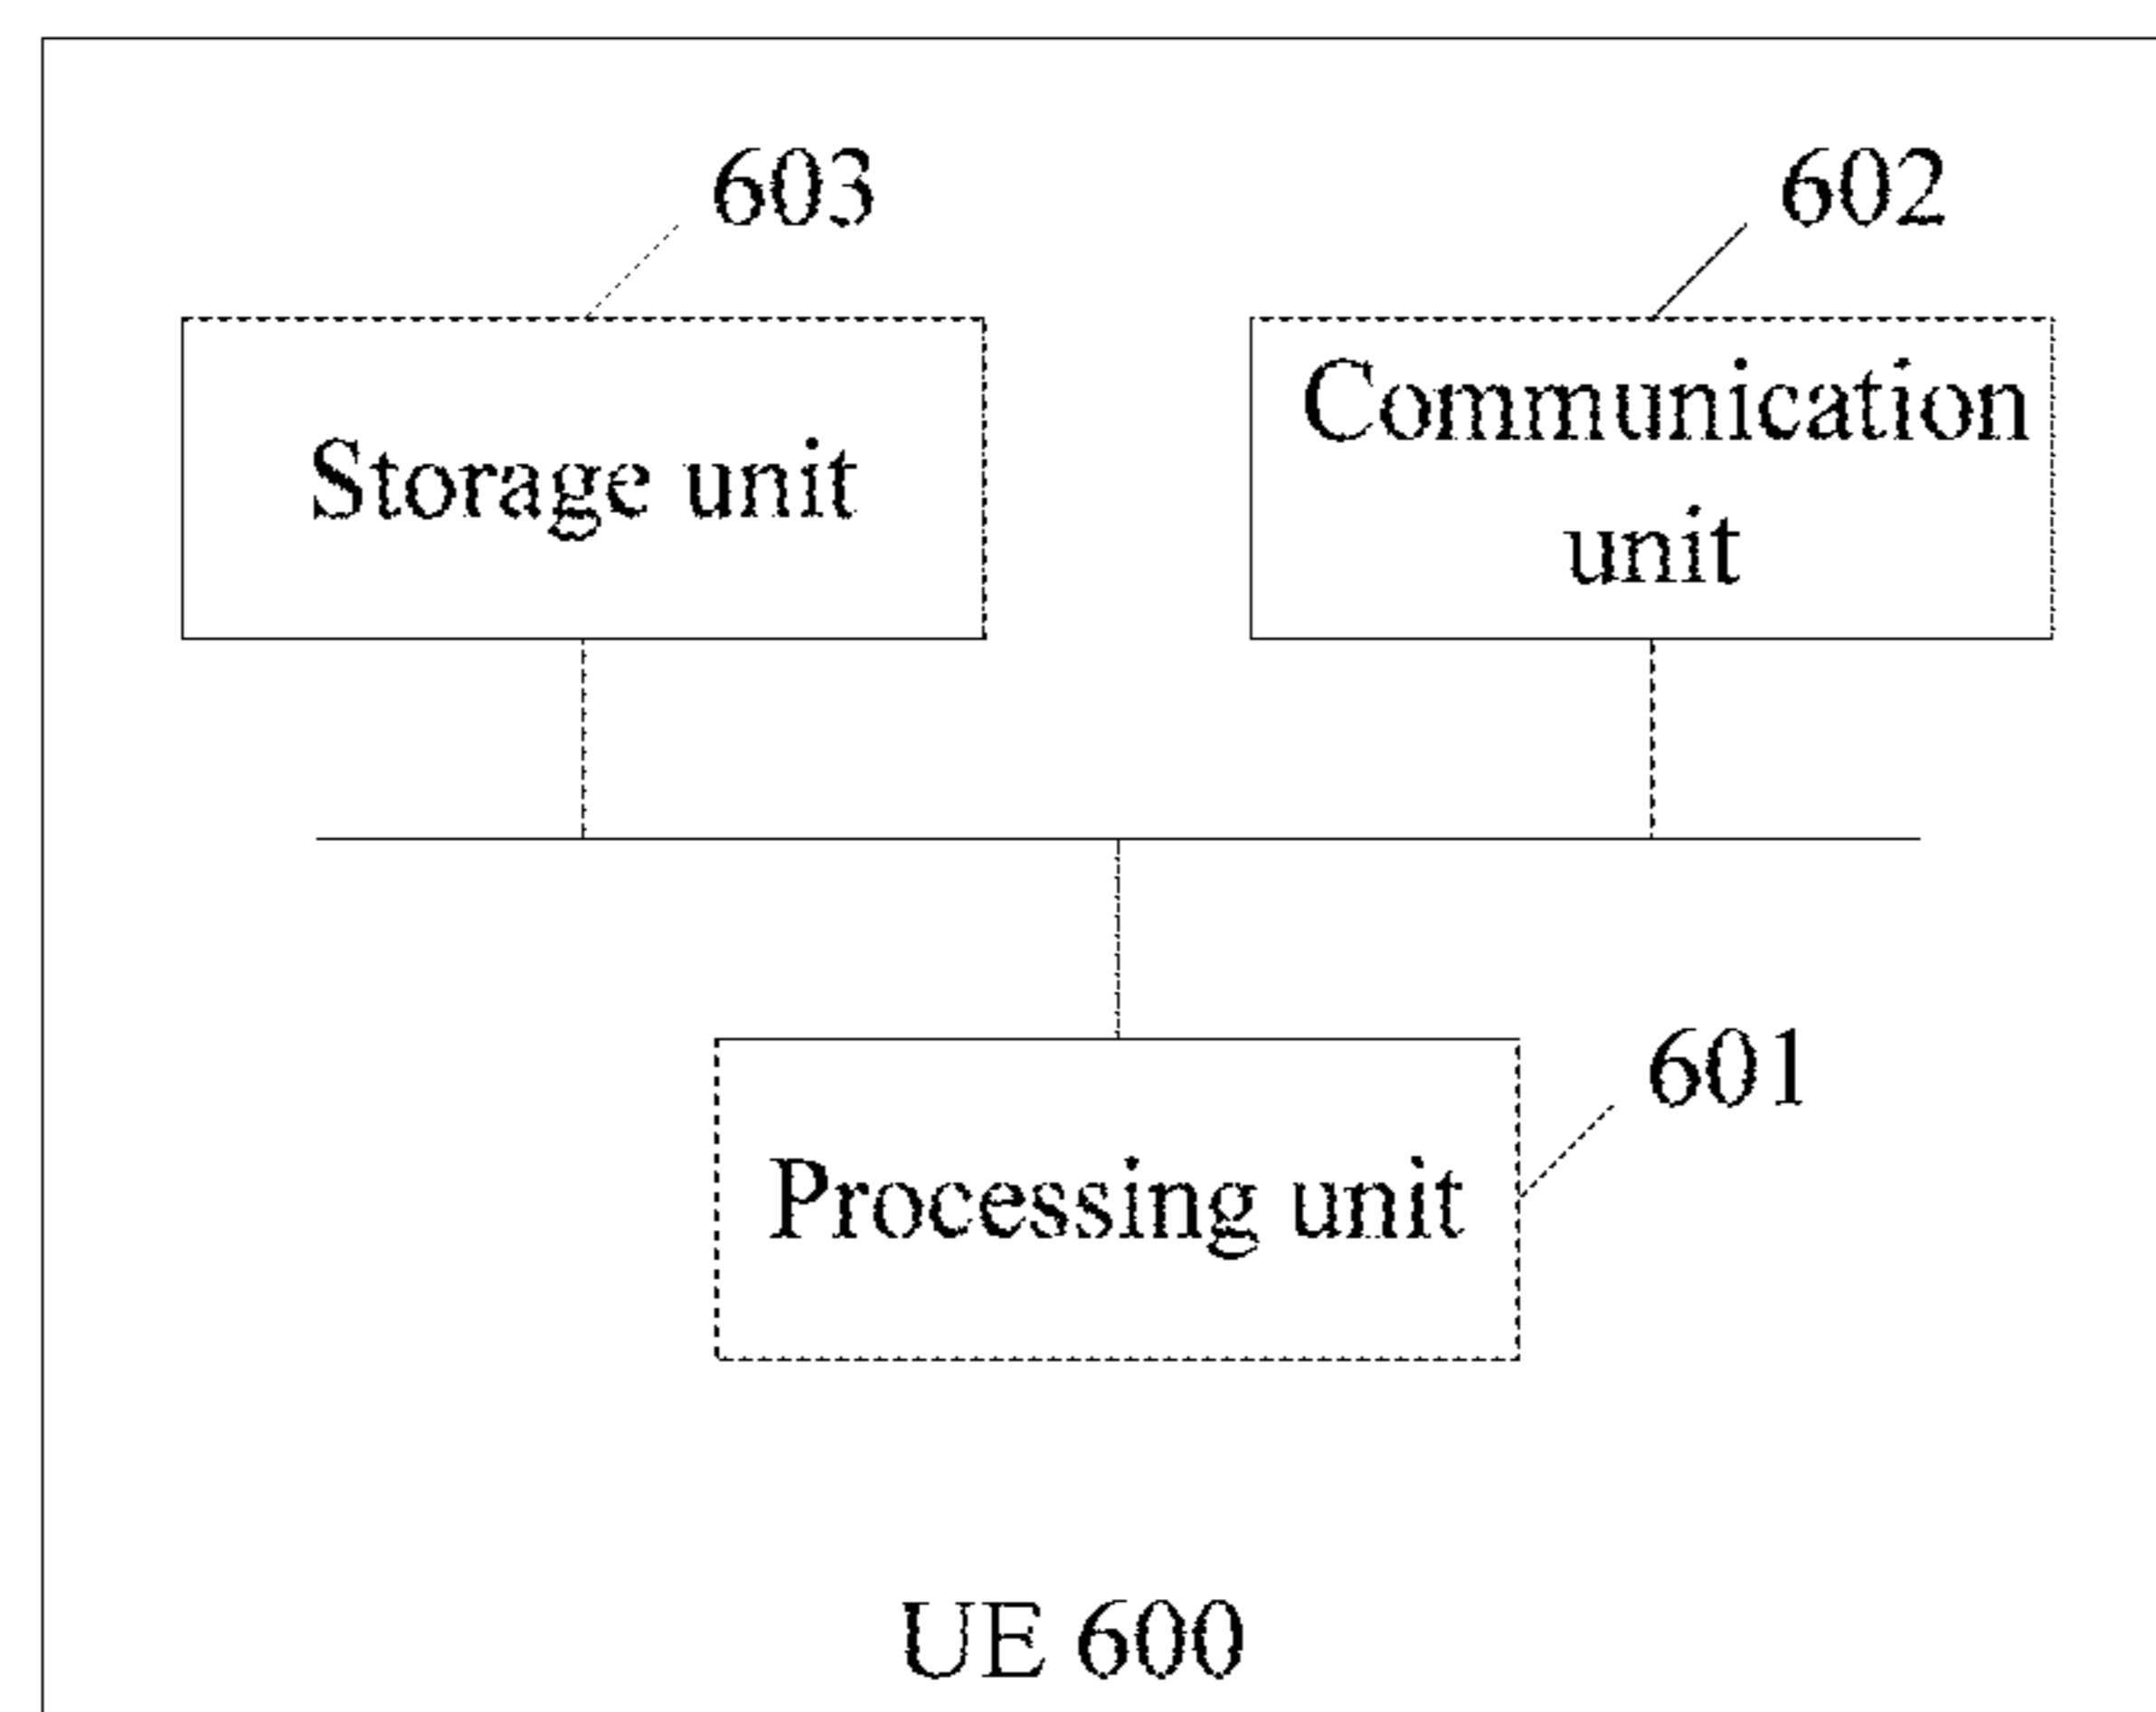 603
602
Storage unit
Communication
unit
601
Processing unit
UE 600